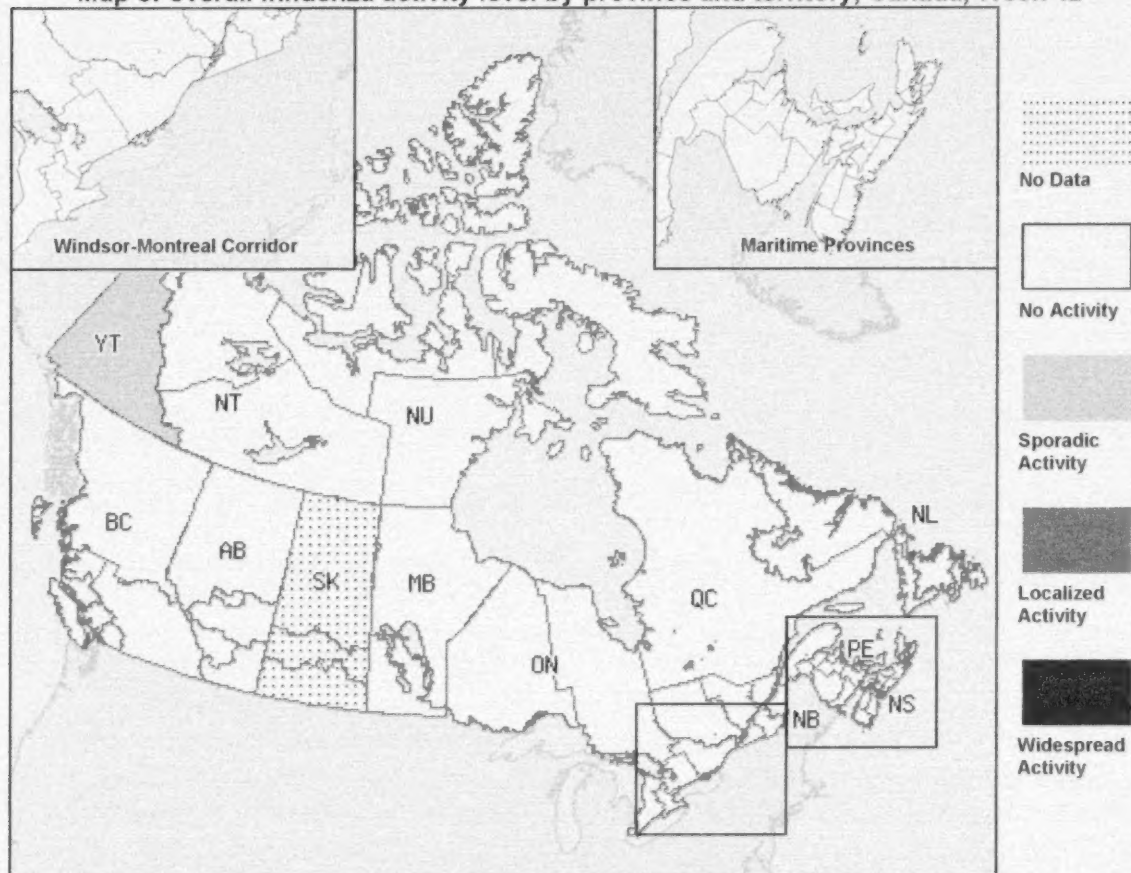 Windsor-Montreal Corridor
Maritime Provinces
No Data
No Activity
Sporadic
Activity
Localized
Activity
Widespread
Activity
YT
NT
NU
BC
AB
SK
MB
ON
QC
NL
PE
NB
NS